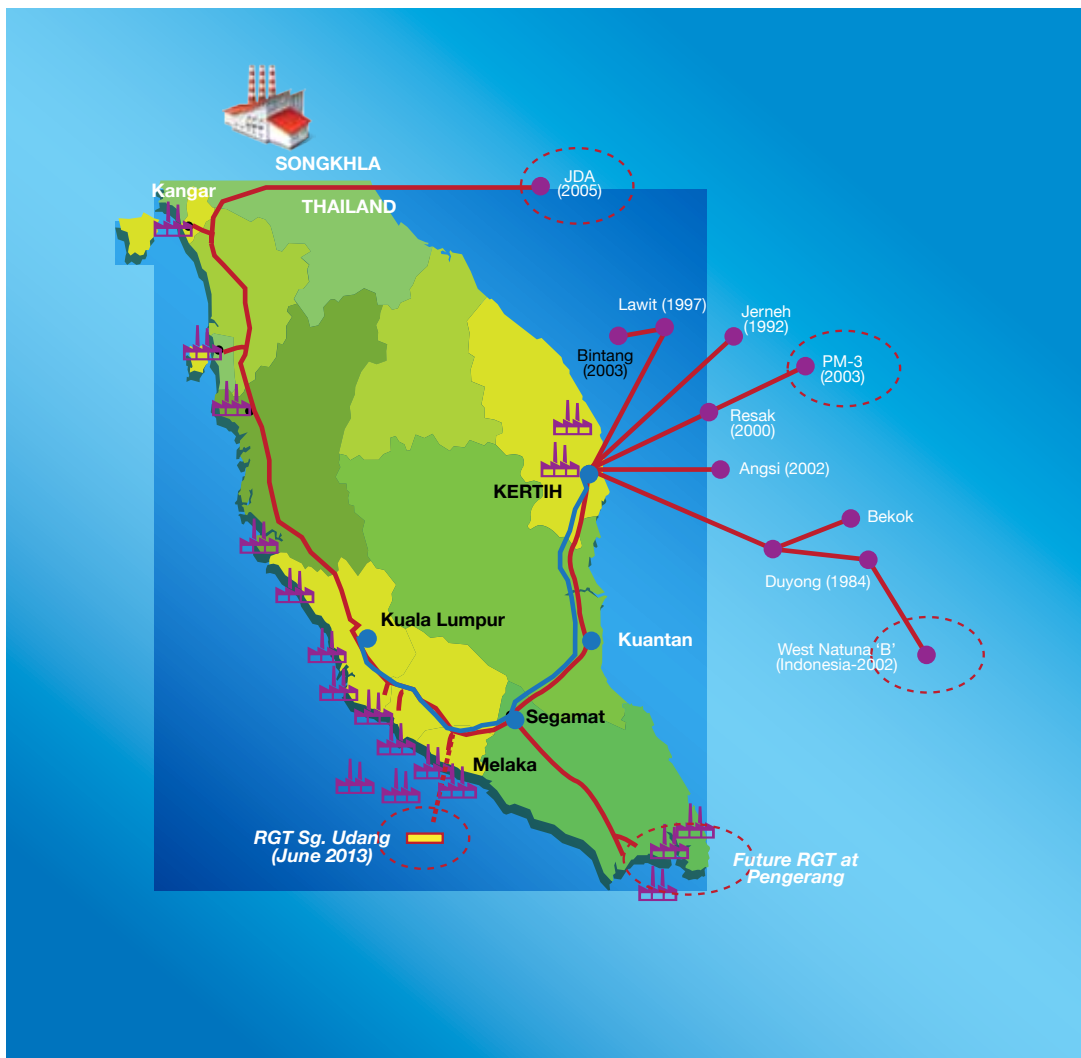 SONGKHLA
Kangar
THAILAND
JDA
(2005)
Lawit (1997)
Jerneh
(1992)
Bintang
(2003)
PM-3
(2003)
Resak
(2000)
KERTIH
Angsi (2002)
Bekok
Duyong (1984)
Kuala Lumpur
Kuantan
West Natuna 'B'
(Indonesia-2002)
Segamat
Melaka
RGT Sg. Udang
(June 2013)
Future RGT at
Pengerang